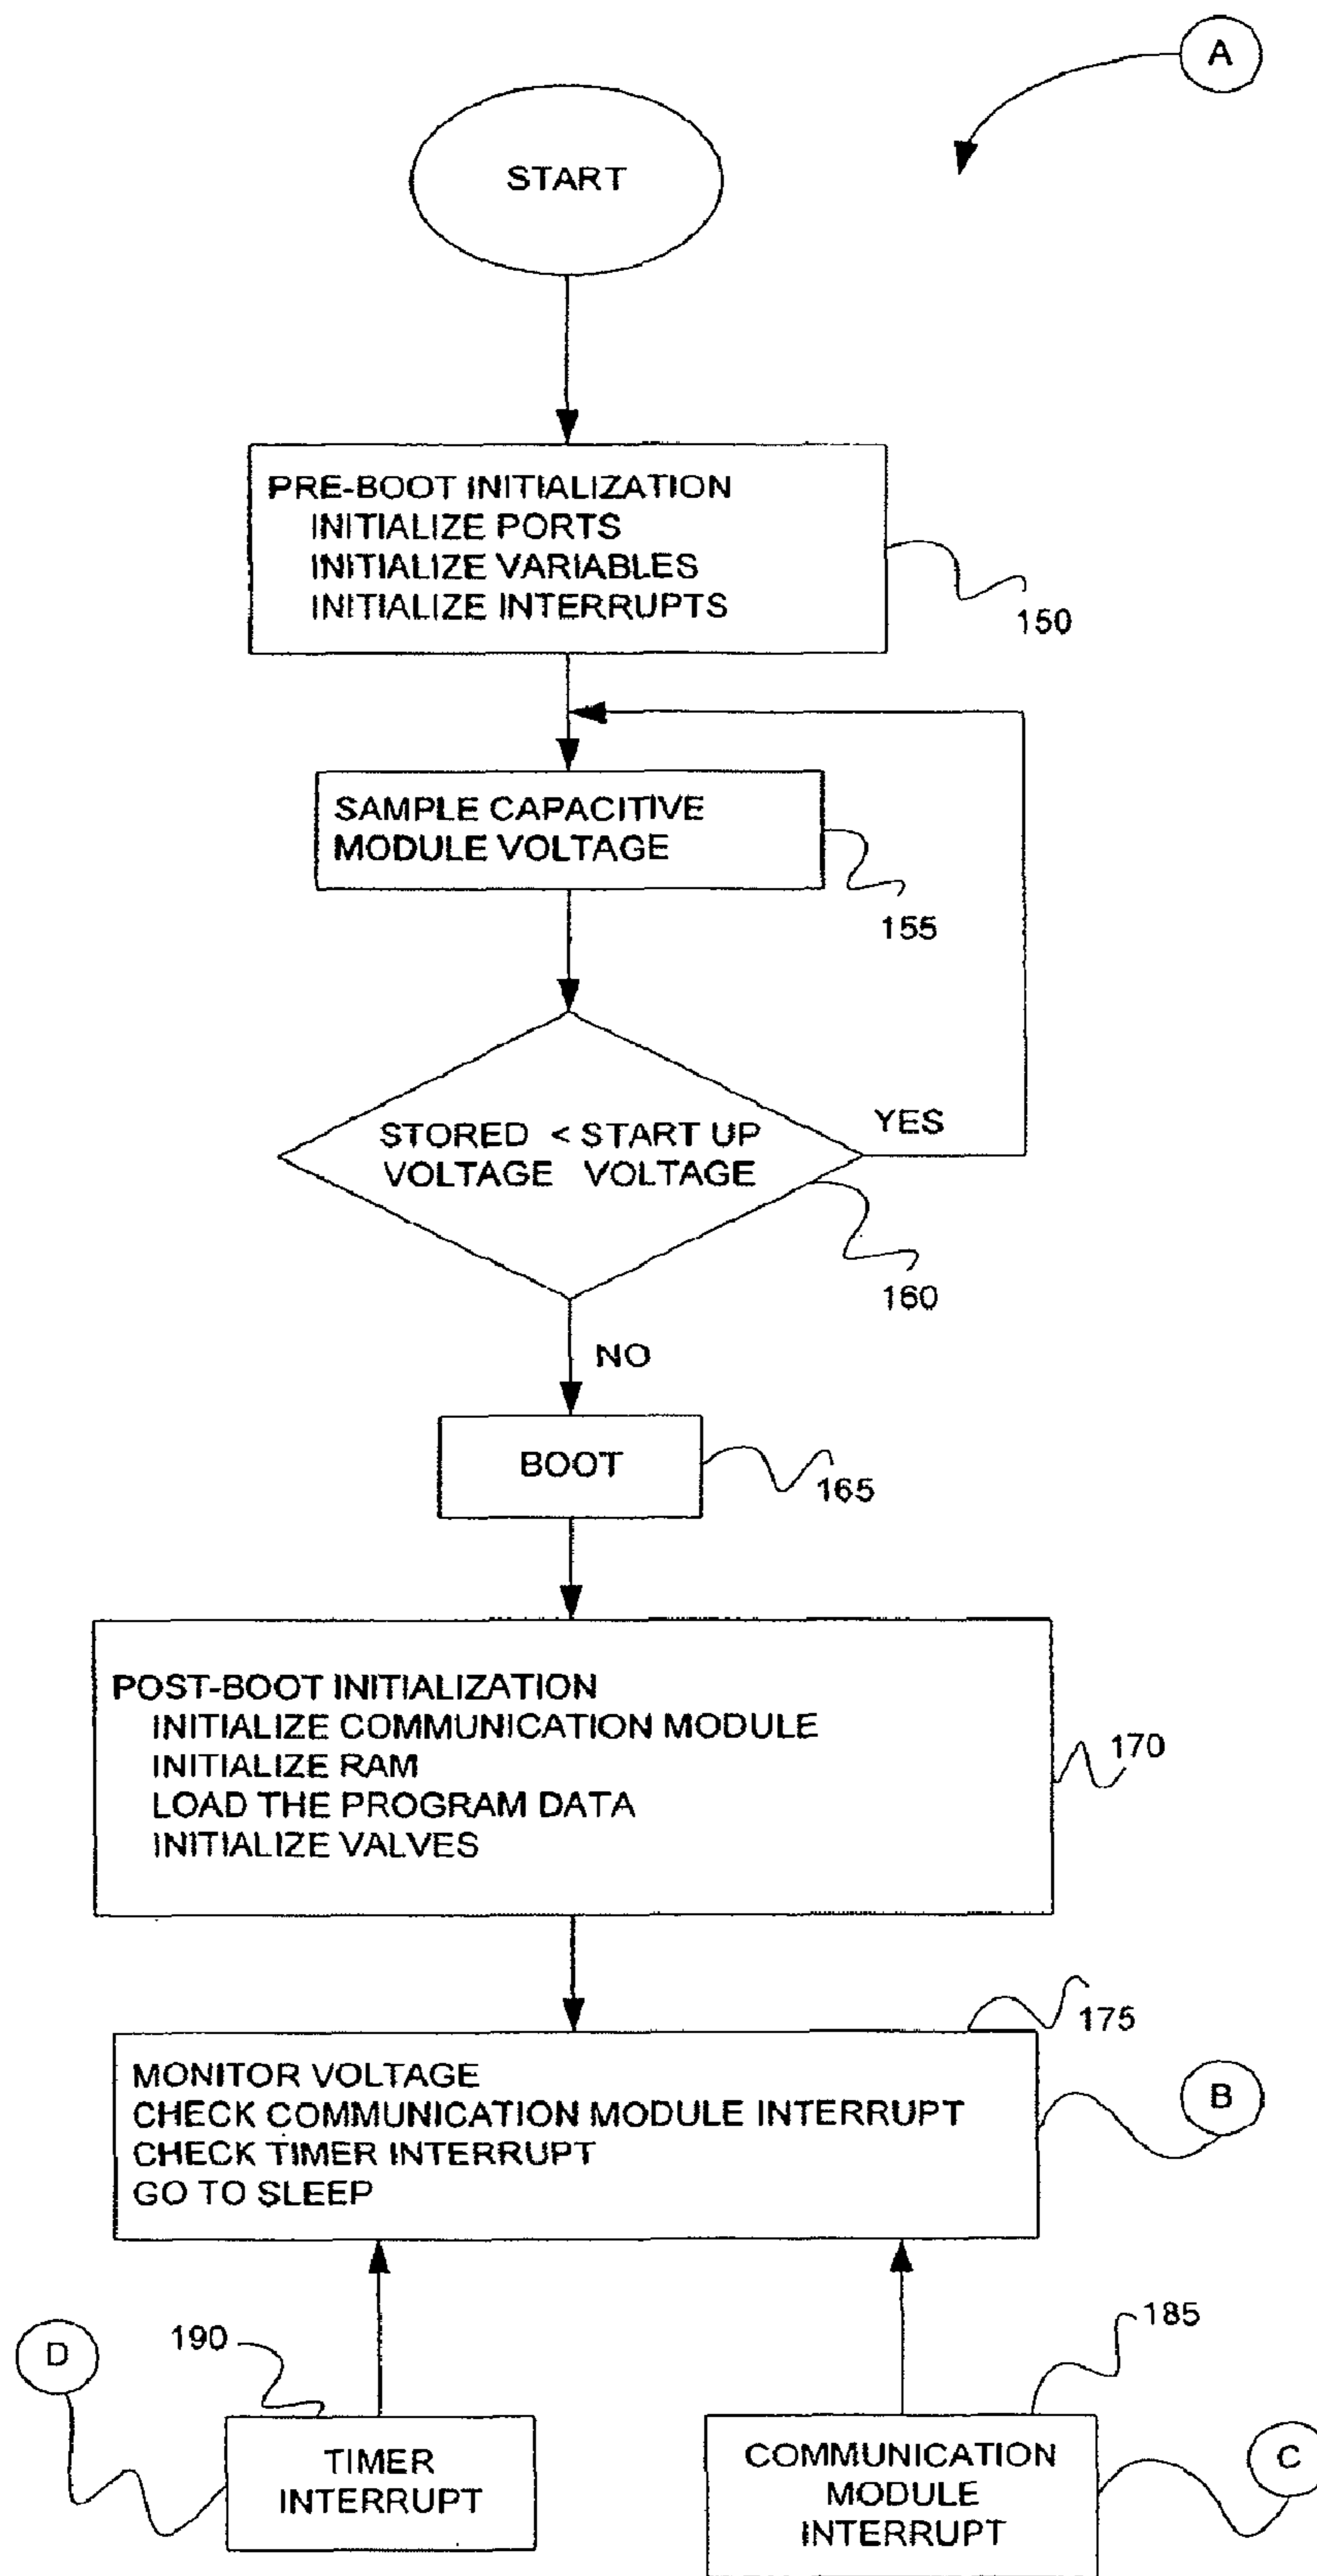 A
START
PRE-BOOT INITIALIZATION
INITIALIZE PORTS
INITIALIZE VARIABLES
INITIALIZE INTERRUPTS
150
SAMPLE CAPACITIVE
MODULE VOLTAGE
155
STORED < START UP
VOLTAGE VOLTAGE
YES
160
NO
BOOT
165
POST-BOOT INITIALIZATION
INITIALIZE COMMUNICATION MODULE
INITIALIZE RAM
LOAD THE PROGRAM DATA
INITIALIZE VALVES
170
175
MONITOR VOLTAGE
CHECK COMMUNICATION MODULE INTERRUPT
CHECK TIMER INTERRUPT
GO TO SLEEP
B
D
190
185
TIMER
INTERRUPT
COMMUNICATION
MODULE
INTERRUPT
C